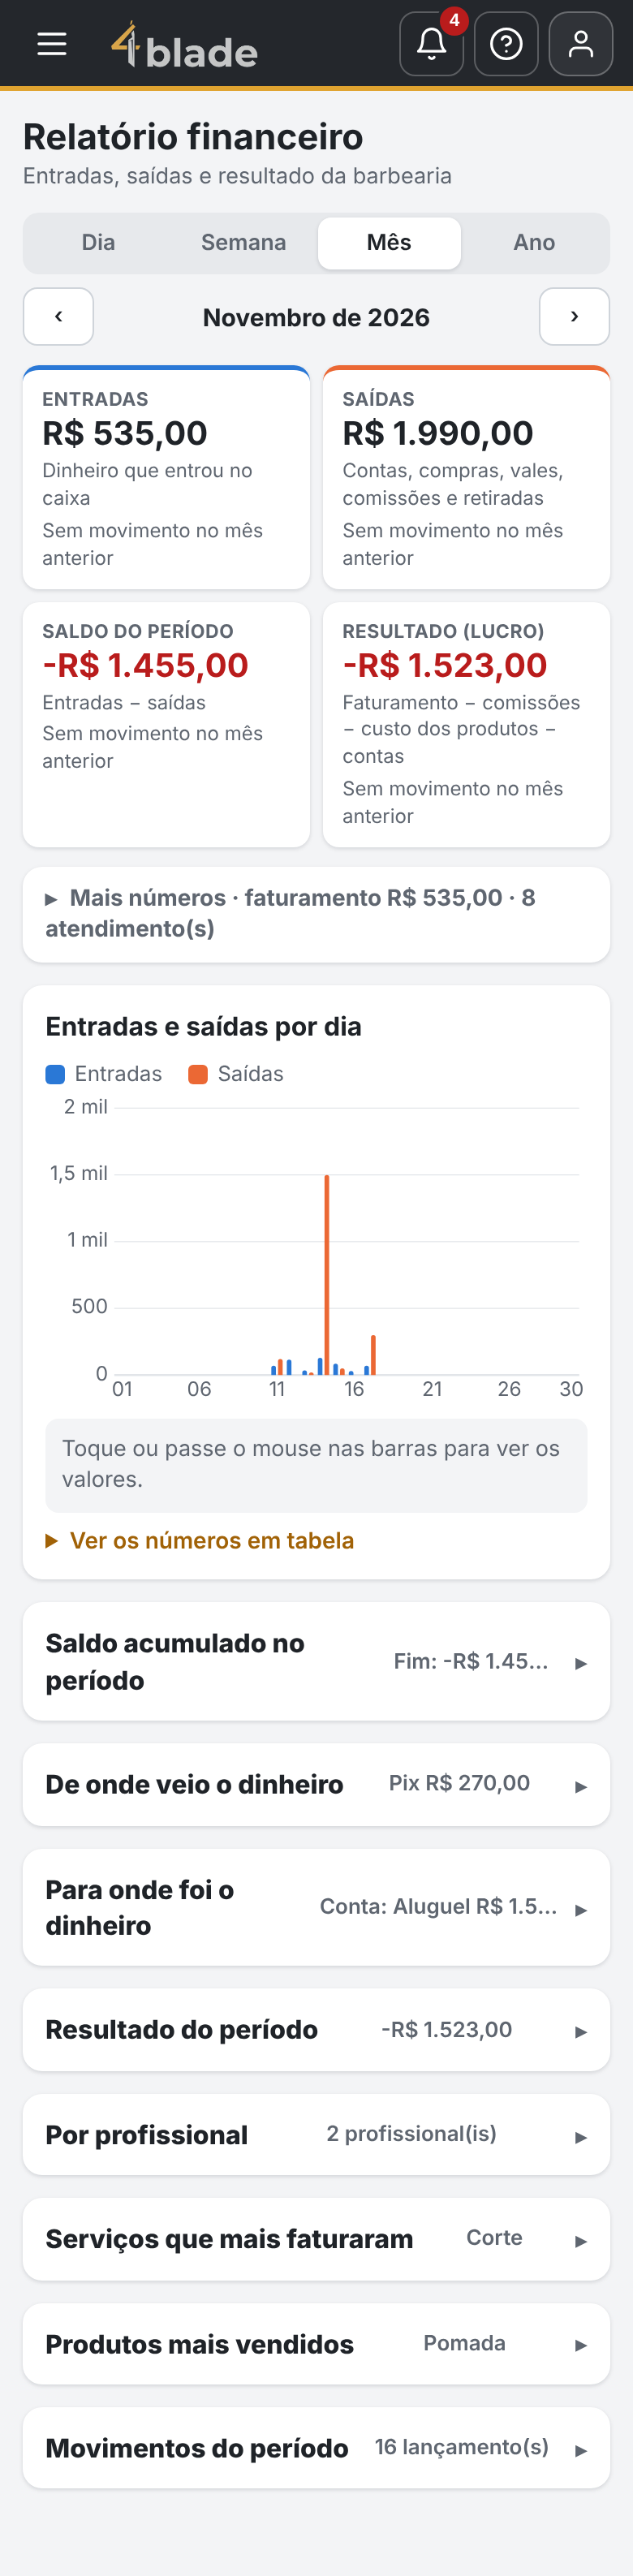 4blade
4
Relatório financeiro
Entradas, saídas e resultado da barbearia
Dia
Semana
Mês
Ano
‹
Novembro de 2026
›
ENTRADAS
R$ 535,00
Dinheiro que entrou no
caixa
Sem movimento no mês
anterior
SAÍDAS
R$ 1.990,00
Contas, compras, vales,
comissões e retiradas
Sem movimento no mês
anterior
SALDO DO PERÍODO
-R$ 1.455,00
Entradas − saídas
Sem movimento no mês
anterior
RESULTADO (LUCRO)
-R$ 1.523,00
Faturamento − comissões
− custo dos produtos −
contas
Sem movimento no mês
anterior
▸ Mais números · faturamento R$ 535,00 · 8
atendimento(s)
Entradas e saídas por dia
Entradas
Saídas
2 mil
1,5 mil
1 mil
500
0
01
06
11
16
21
26
30
Toque ou passe o mouse nas barras para ver os
valores.
▸ Ver os números em tabela
Saldo acumulado no
período
Fim: -R$ 1.45... ▸
De onde veio o dinheiro
Pix R$ 270,00 ▸
Para onde foi o
dinheiro
Conta: Aluguel R$ 1.5... ▸
Resultado do período
-R$ 1.523,00 ▸
Por profissional
2 profissional(is) ▸
Serviços que mais faturaram
Corte ▸
Produtos mais vendidos
Pomada ▸
Movimentos do período
16 lançamento(s) ▸